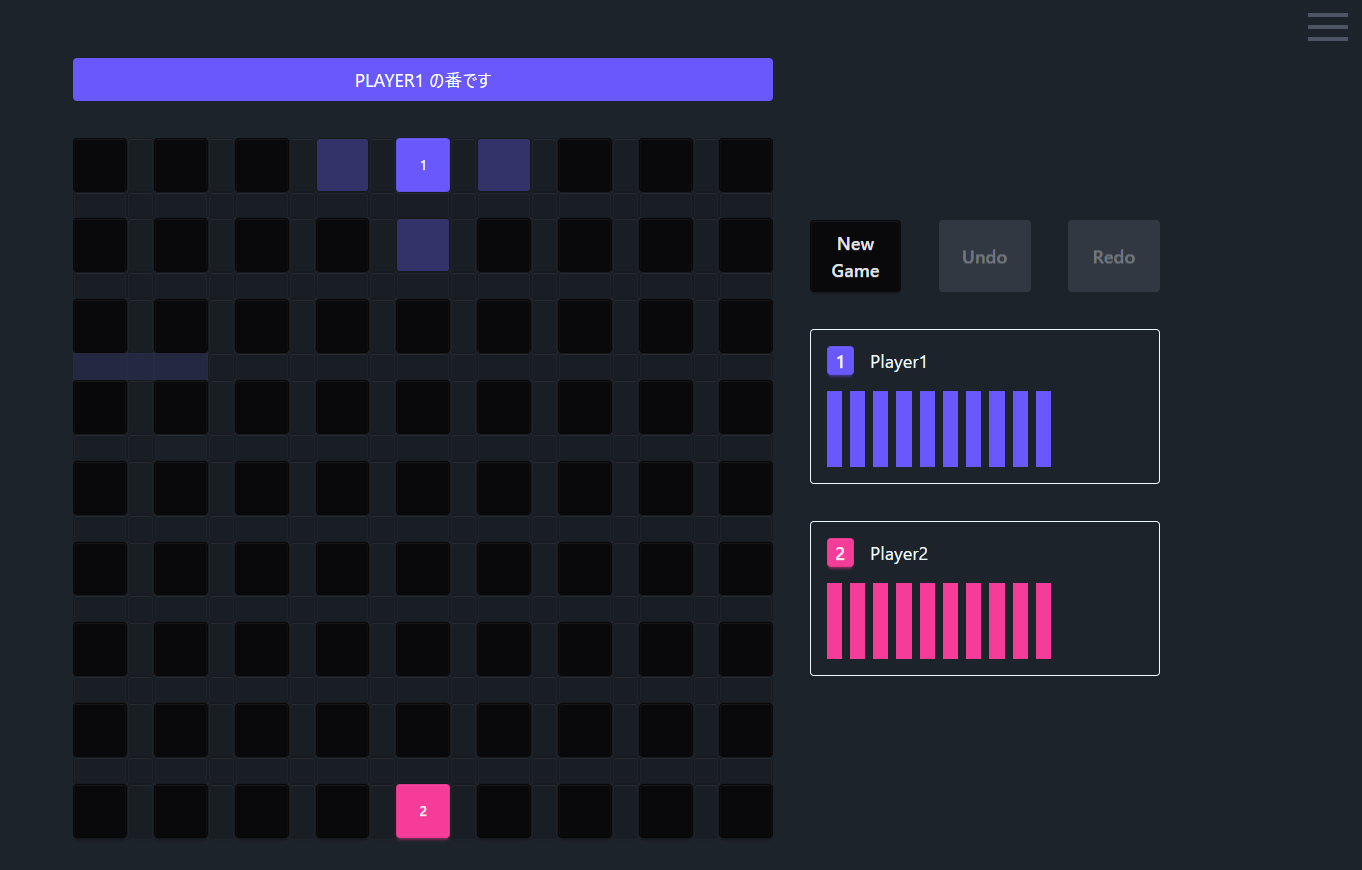 PLAYER1 の番です
1
New
Game
Undo
Redo
1 Player1
2 Player2
2